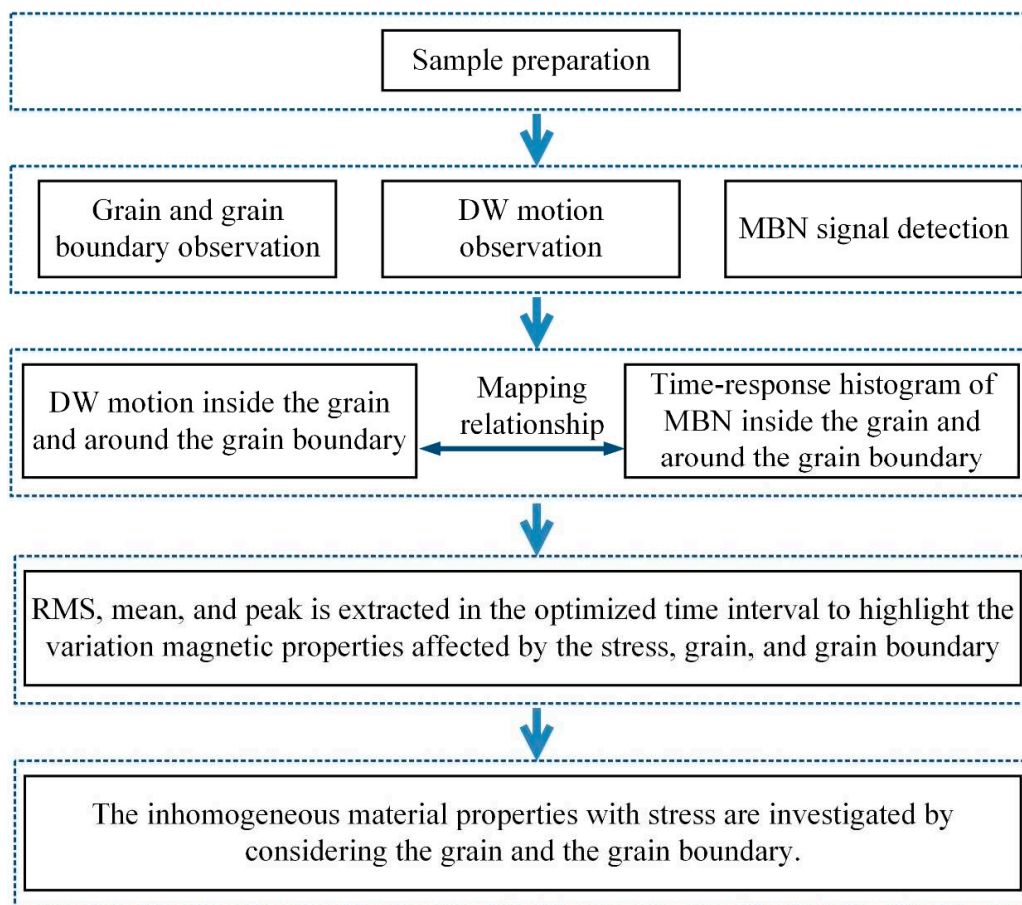 Sample preparation
Grain and grain
boundary observation
DW motion
observation
MBN signal detection
DW motion inside the grain
and around the grain boundary
Mapping
relationship
Time-response histogram of
MBN inside the grain and
around the grain boundary
RMS, mean, and peak is extracted in the optimized time interval to highlight the
variation magnetic properties affected by the stress, grain, and grain boundary
The inhomogeneous material properties with stress are investigated by
considering the grain and the grain boundary.